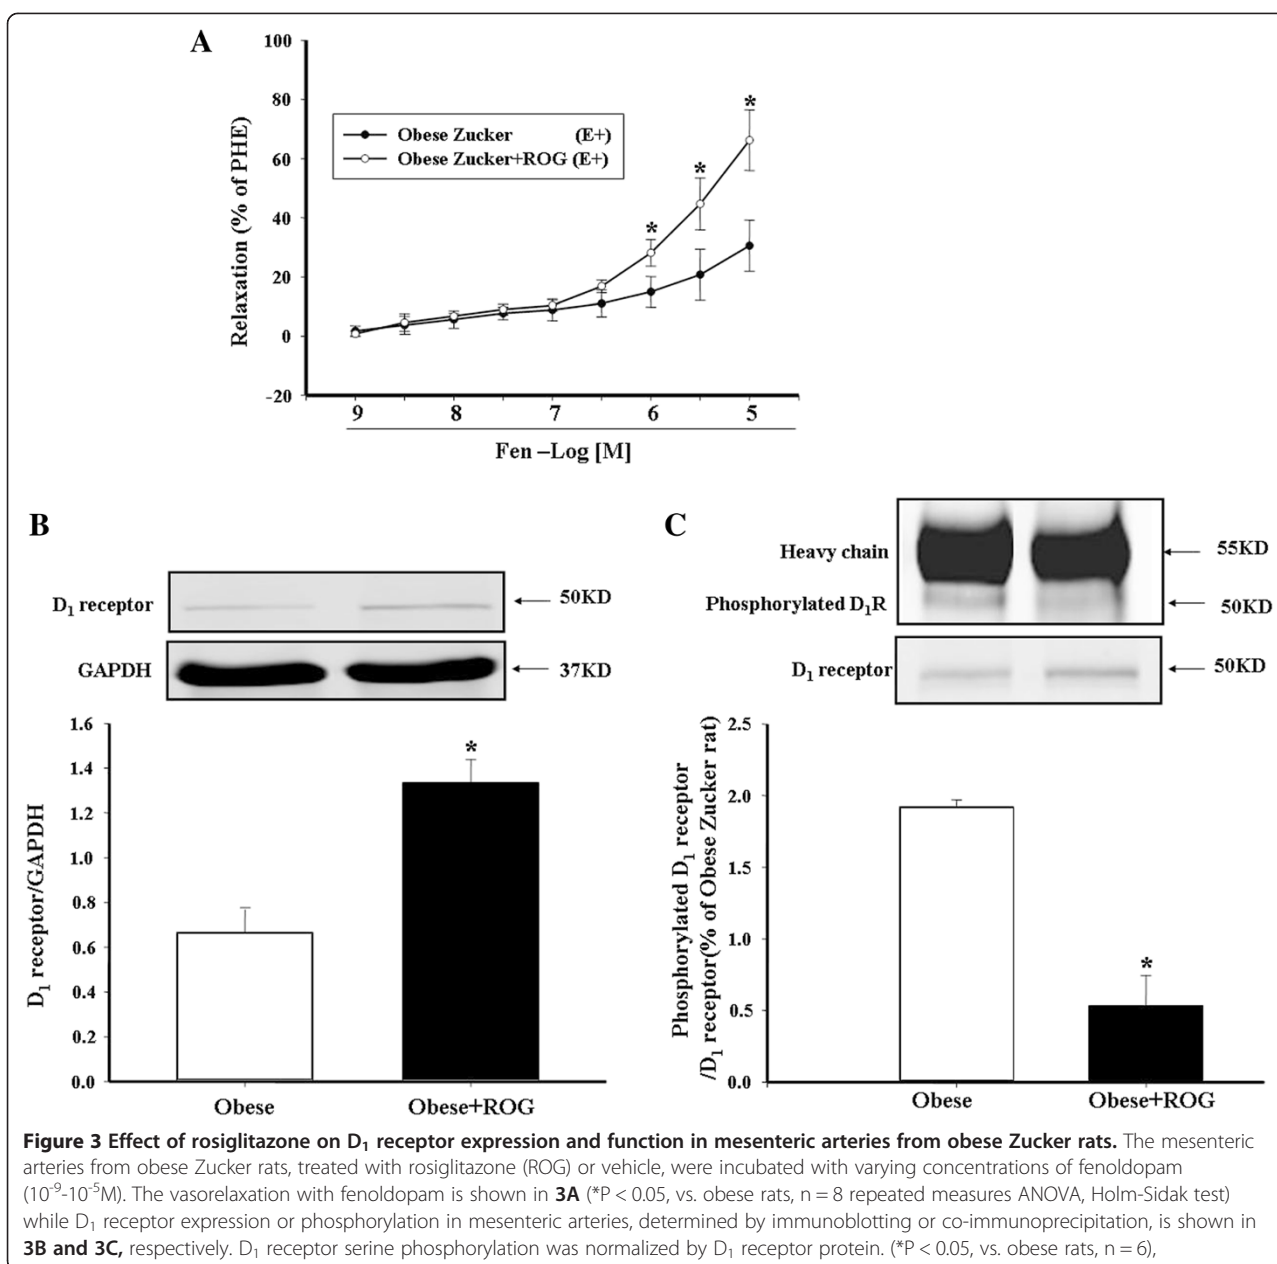 A
100
80
60
40
20
0
-20
Relaxation (% of PHE)
Obese Zucker (E+)
Obese Zucker+ROG (E+)
*
*
*
9 8 7 6 5
Fen –Log [M]
B
D₁ receptor
50KD
GAPDH
37KD
1.6
1.4
1.2
1.0
0.8
0.6
0.4
0.2
0.0
D₁ receptor/GAPDH
*
Obese Obese+ROG
C
Heavy chain
55KD
Phosphorylated D₁R
50KD
D₁ receptor
50KD
2.5
2.0
1.5
1.0
0.5
0.0
Phosphorylated D₁ receptor
/D₁ receptor(% of Obese Zucker rat)
*
Obese Obese+ROG
Figure 3 Effect of rosiglitazone on D₁ receptor expression and function in mesenteric arteries from obese Zucker rats. The mesenteric
arteries from obese Zucker rats, treated with rosiglitazone (ROG) or vehicle, were incubated with varying concentrations of fenoldopam
(10⁻⁹-10⁻⁵M). The vasorelaxation with fenoldopam is shown in 3A (*P < 0.05, vs. obese rats, n = 8 repeated measures ANOVA, Holm-Sidak test)
while D₁ receptor expression or phosphorylation in mesenteric arteries, determined by immunoblotting or co-immunoprecipitation, is shown in
3B and 3C, respectively. D₁ receptor serine phosphorylation was normalized by D₁ receptor protein. (*P < 0.05, vs. obese rats, n = 6),